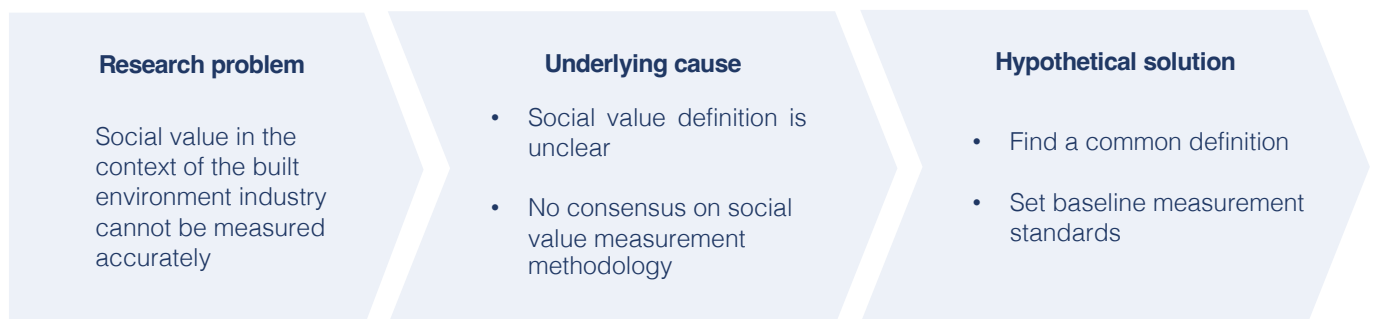 Research problem
Social value in the
context of the built
environment industry
cannot be measured
accurately
Underlying cause
• Social value definition is
unclear
• No consensus on social
value measurement
methodology
Hypothetical solution
• Find a common definition
• Set baseline measurement
standards